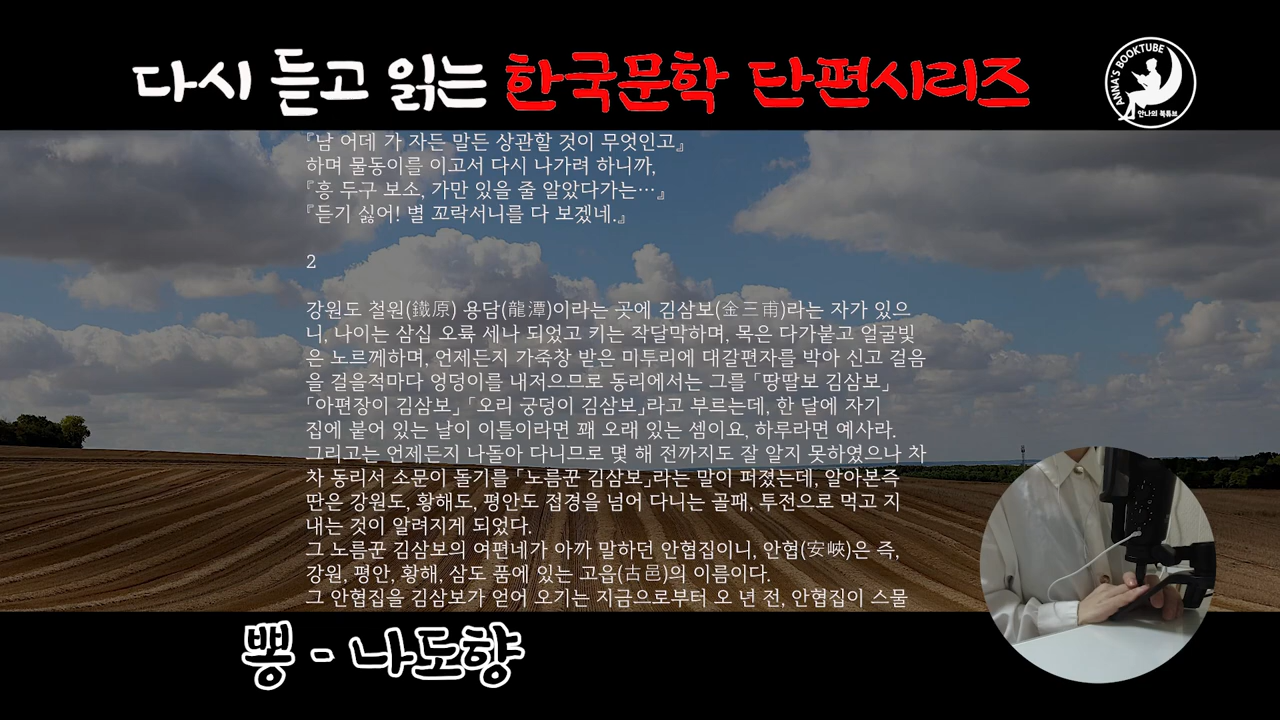 다시 듣고 읽는 한국문학 단편시리즈
ANNA'S BOOKTUBE
안나의 북튜브
『남 어데 가 자든 말든 상관할 것이 무엇인고』
하며 물동이를 이고서 다시 나가려 하니까,
『흥 두구 보소, 가만 있을 줄 알았다가는…』
『듣기 싫어! 별 꼬락서니를 다 보겠네.』
2
강원도 철원(鐵原) 용담(龍潭)이라는 곳에 김삼보(金三甫)라는 자가 있으
니, 나이는 삼십 오륙 세나 되었고 키는 작달막하며, 목은 다가붙고 얼굴빛
은 노르께하며, 언제든지 가죽창 받은 미투리에 대갈편자를 박아 신고 걸음
을 걸을적마다 엉덩이를 내저으므로 동리에서는 그를 「땅딸보 김삼보」
「아편장이 김삼보」 「오리 궁덩이 김삼보」라고 부르는데, 한 달에 자기
집에 붙어 있는 날이 이틀이라면 꽤 오래 있는 셈이요, 하루라면 예사라.
그리고는 언제든지 나돌아 다니므로 몇 해 전까지도 잘 알지 못하였으나 차
차 동리서 소문이 돌기를 「노름꾼 김삼보」라는 말이 퍼졌는데, 알아본즉
딴은 강원도, 황해도, 평안도 접경을 넘어 다니는 골패, 투전으로 먹고 지
내는 것이 알려지게 되었다.
그 노름꾼 김삼보의 여편네가 아까 말하던 안협집이니, 안협(安峽)은 즉,
강원, 평안, 황해, 삼도 품에 있는 고읍(古邑)의 이름이다.
그 안협집을 김삼보가 얻어 오기는 지금으로부터 오 년 전, 안협집이 스물
뽕 - 나도향